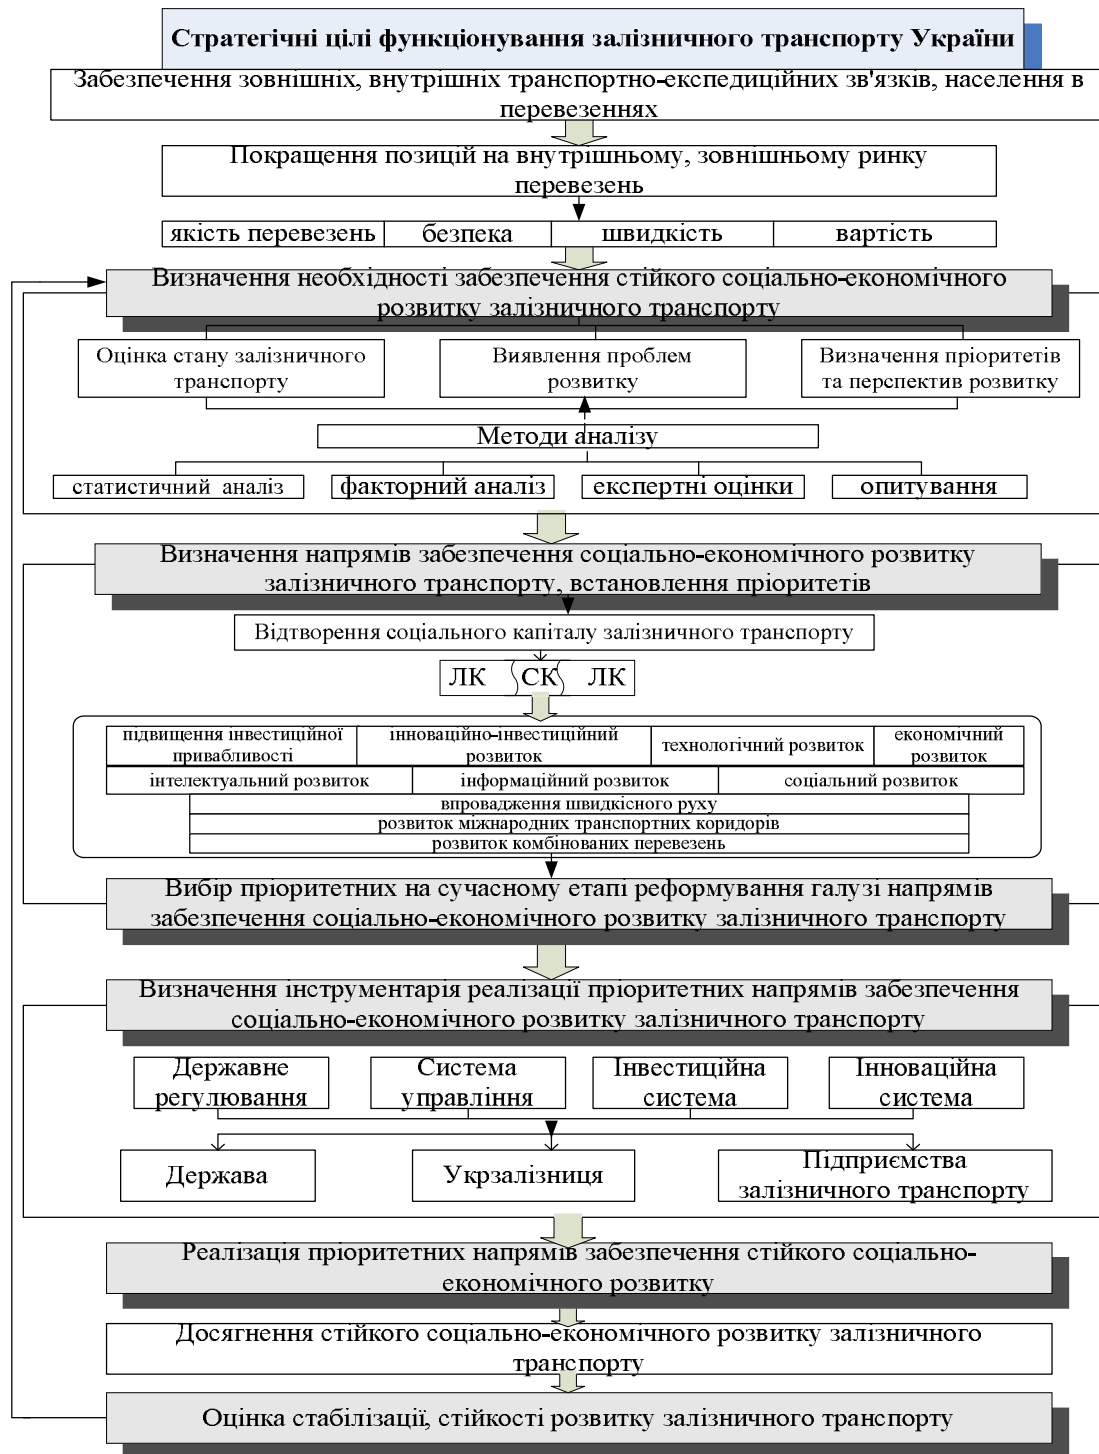 Стратегічні цілі функціонування залізничного транспорту України
Забезпечення зовнішніх, внутрішніх транспортно-експедиційних зв'язків, населення в
перевезеннях
Покращення позицій на внутрішньому, зовнішньому ринку
перевезень
якість перевезень
безпека
швидкість
вартість
Визначення необхідності забезпечення стійкого соціально-економічного
розвитку залізничного транспорту
Оцінка стану залізничного
транспорту
Виявлення проблем
розвитку
Визначення пріоритетів
та перспектив розвитку
Методи аналізу
статистичний аналіз
факторний аналіз
експертні оцінки
опитування
Визначення напрямів забезпечення соціально-економічного розвитку
залізничного транспорту, встановлення пріоритетів
Відтворення соціального капіталу залізничного транспорту
ЛК СК ЛК
підвищення інвестиційної
привабливості
інноваційно-інвестиційний
розвиток
технологічний розвиток
економічний
розвиток
інтелектуальний розвиток
інформаційний розвиток
соціальний розвиток
впровадження швидкісного руху
розвиток міжнародних транспортних коридорів
розвиток комбінованих перевезень
Вибір пріоритетних на сучасному етапі реформування галузі напрямів
забезпечення соціально-економічного розвитку залізничного транспорту
Визначення інструментарія реалізації пріоритетних напрямів забезпечення
соціально-економічного розвитку залізничного транспорту
Державне
регулювання
Система
управління
Інвестиційна
система
Інноваційна
система
Держава
Укрзалізниця
Підприємства
залізничного транспорту
Реалізація пріоритетних напрямів забезпечення стійкого соціально-
економічного розвитку
Досягнення стійкого соціально-економічного розвитку залізничного
транспорту
Оцінка стабілізації, стійкості розвитку залізничного транспорту